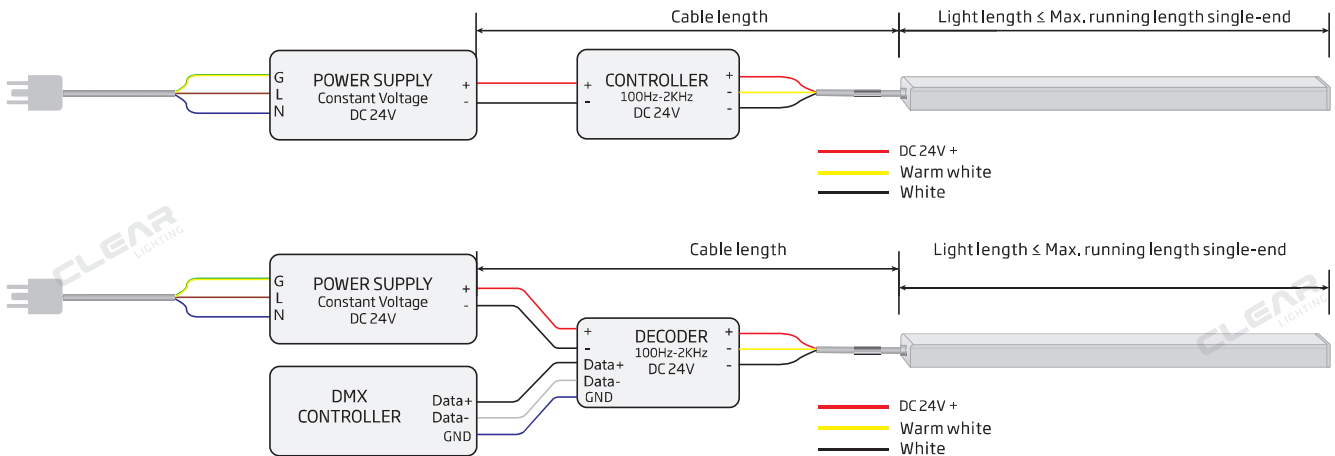 Cable length
Light length ≤ Max. running length single-end
G
L
N
POWER SUPPLY
Constant Voltage
DC 24V
+
-
+
-
CONTROLLER
100Hz-2KHz
DC 24V
+
-
-
DC 24V +
Warm white
White
CLEAR
LIGHTING
Cable length
Light length ≤ Max. running length single-end
G
L
N
POWER SUPPLY
Constant Voltage
DC 24V
+
-
DMX
CONTROLLER
Data+
Data-
GND
+
-
Data+
Data-
GND
DECODER
100Hz-2KHz
DC 24V
+
-
-
CLEAR
LIGHTING
DC 24V +
Warm white
White